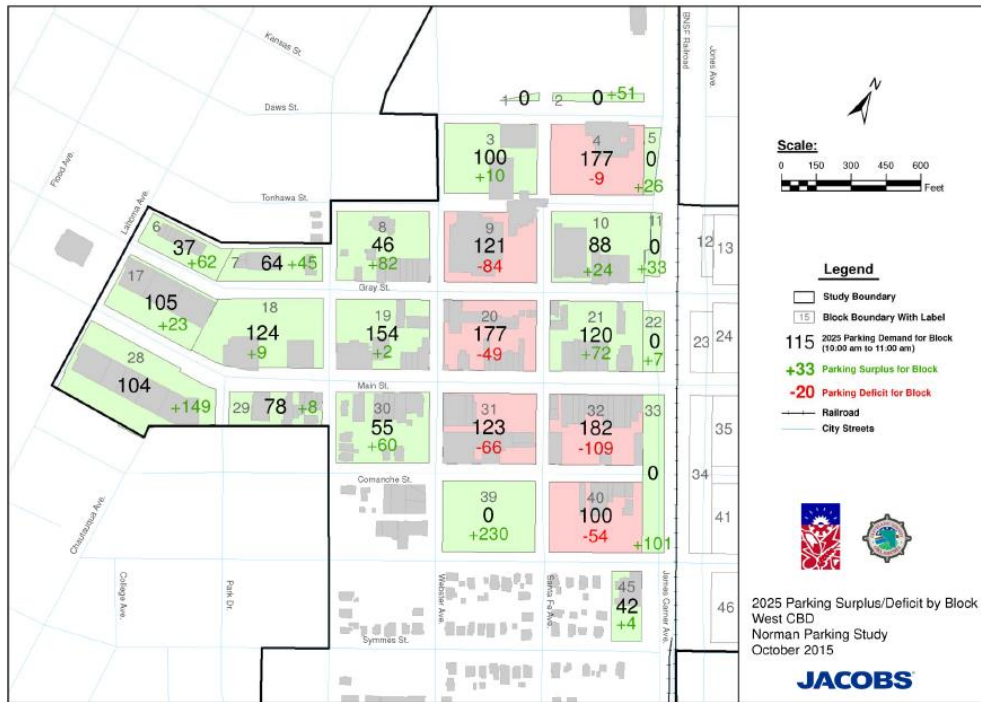 Kansas St.
BNSF Railroad
Jones Ave.
N
1 0
2 0 +51
Daws St.
3
100
+10
4
177
-9
5
0
+26
Flood Ave.
Lahoma Ave.
Tonhawa St.
Scale:
0 150 300 450 600
Feet
6
37
+62
7 64 +45
8
46
+82
9
121
-84
10
88
+24
11
0
+33
12
13
Gray St.
17
105
+23
18
124
+9
19
154
+2
20
177
-49
21
120
+72
22
0
+7
23
24
Legend
Study Boundary
15 Block Boundary With Label
115 2025 Parking Demand for Block
(10:00 am to 11:00 am)
+33 Parking Surplus for Block
-20 Parking Deficit for Block
Railroad
City Streets
Main St.
28
104
+149
29 78 +8
30
55
+60
31
123
-66
32
182
-109
33
0
+101
34
35
Comanche St.
39
0
+230
40
100
-54
41
Chautauqua Ave.
College Ave.
Park Dr.
Webster Ave.
Santa Fe Ave.
James Garner Ave.
45
42
+4
46
Symmes St.
2025 Parking Surplus/Deficit by Block
West CBD
Norman Parking Study
October 2015
JACOBS